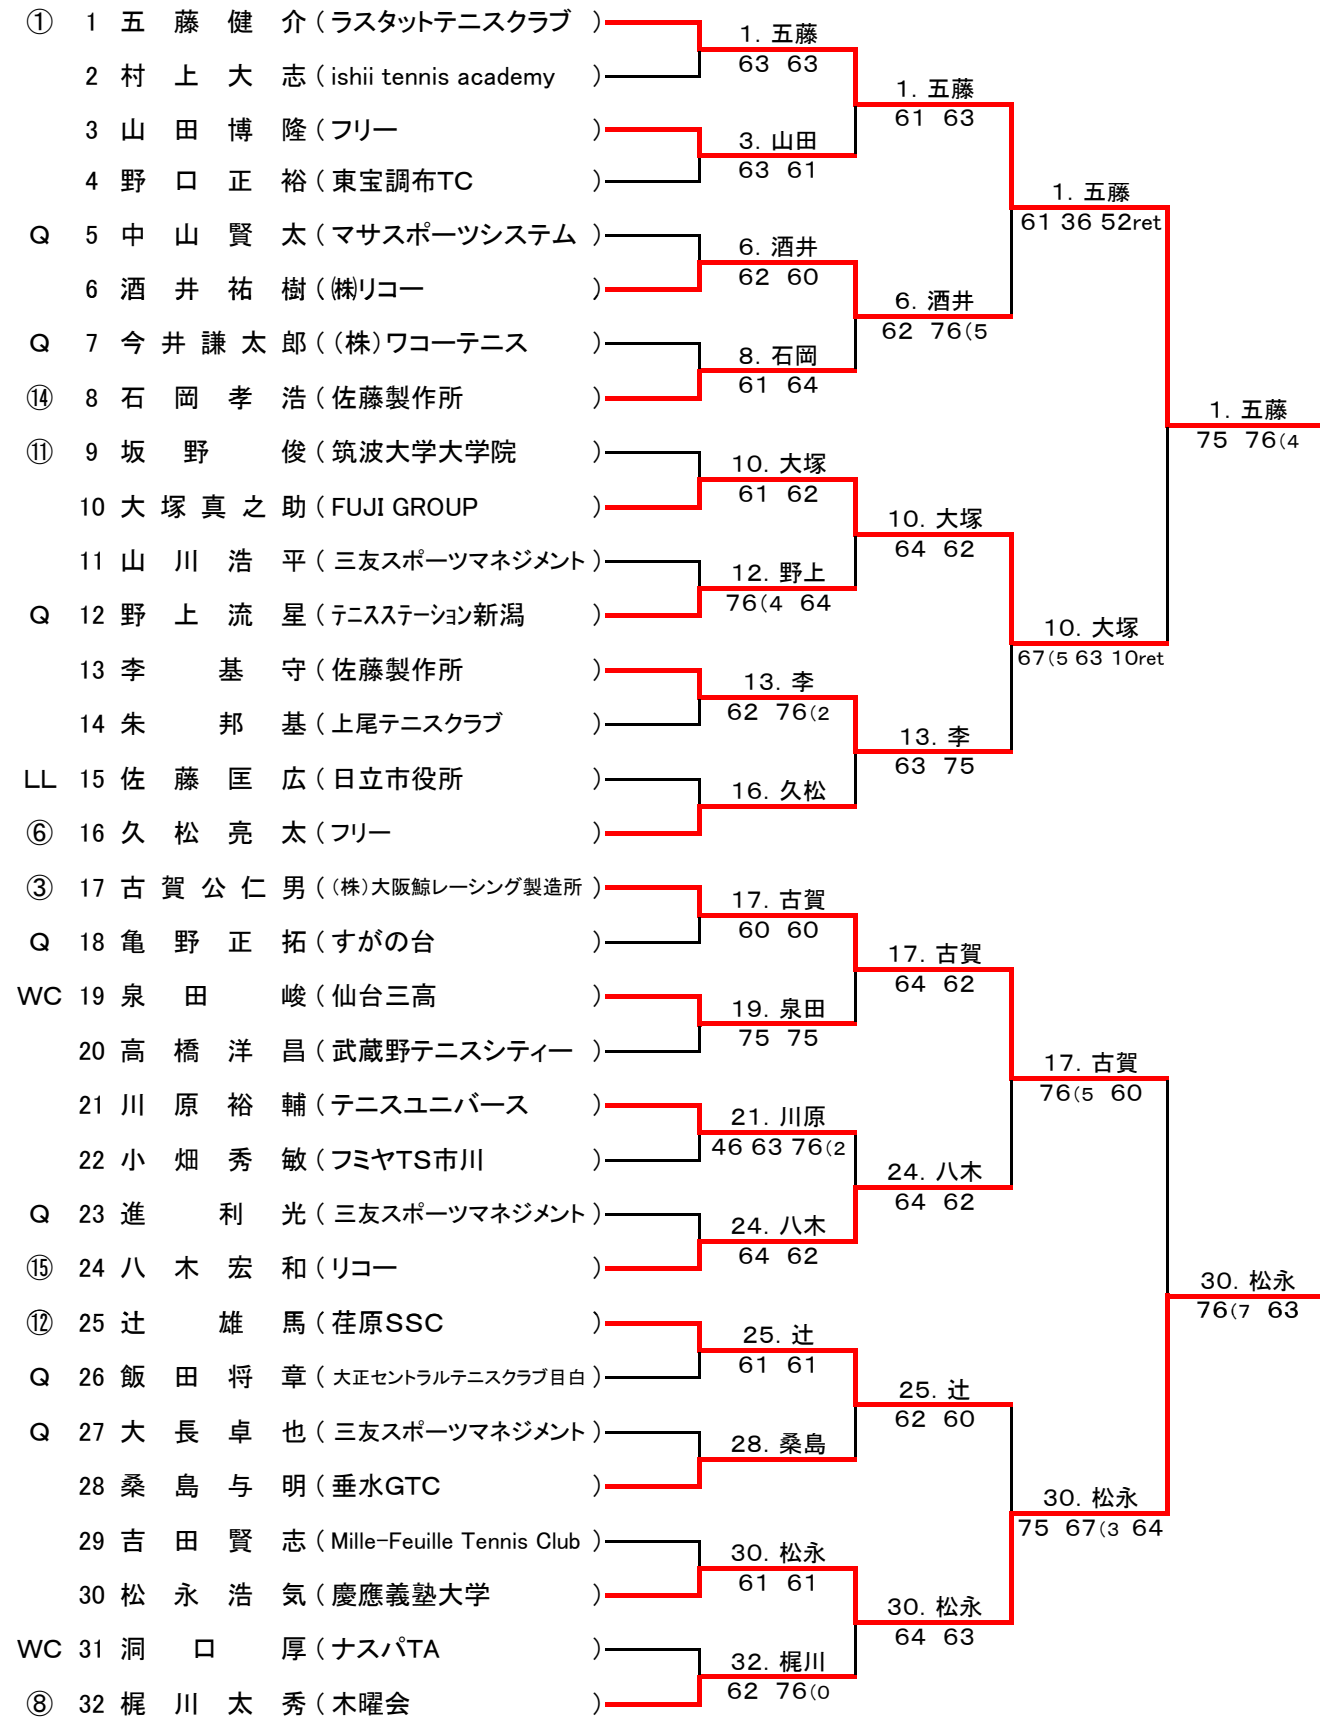 ① 1 五藤健介(ラスタットテニスクラブ)
2 村上大志(ishii tennis academy)
3 山田博隆(フリー)
4 野口正裕(東宝調布TC)
Q 5 中山賢太(マサスポーツシステム)
6 酒井祐樹(㈱リコー)
Q 7 今井謙太郎((株)ワコーテニス)
⑭ 8 石岡孝浩(佐藤製作所)
⑪ 9 坂野俊(筑波大学大学院)
10 大塚真之助(FUJI GROUP)
11 山川浩平(三友スポーツマネジメント)
Q 12 野上流星(テニスステーション新潟)
13 李基守(佐藤製作所)
14 朱邦基(上尾テニスクラブ)
LL 15 佐藤匡広(日立市役所)
⑥ 16 久松亮太(フリー)
③ 17 古賀公仁男((株)大阪鯨レーシング製造所)
Q 18 亀野正拓(すがの台)
WC 19 泉田峻(仙台三高)
20 高橋洋昌(武蔵野テニスシティー)
21 川原裕輔(テニスユニバース)
22 小畑秀敏(フミヤTS市川)
Q 23 進利光(三友スポーツマネジメント)
⑮ 24 八木宏和(リコー)
⑫ 25 辻雄馬(荏原SSC)
Q 26 飯田将章(大正セントラルテニスクラブ目白)
Q 27 大長卓也(三友スポーツマネジメント)
28 桑島与明(垂水GTC)
29 吉田賢志(Mille-Feuille Tennis Club)
30 松永浩気(慶應義塾大学)
WC 31 洞口厚(ナスパTA)
⑧ 32 梶川太秀(木曜会)
1. 五藤
63 63
3. 山田
63 61
6. 酒井
62 60
8. 石岡
61 64
10. 大塚
61 62
12. 野上
76(4 64
13. 李
62 76(2
16. 久松
17. 古賀
60 60
19. 泉田
75 75
21. 川原
46 63 76(2
24. 八木
64 62
25. 辻
61 61
28. 桑島
30. 松永
61 61
32. 梶川
62 76(0
1. 五藤
61 63
6. 酒井
62 76(5
10. 大塚
64 62
13. 李
63 75
17. 古賀
64 62
24. 八木
64 62
25. 辻
62 60
30. 松永
64 63
1. 五藤
61 36 52ret
10. 大塚
67(5 63 10ret
17. 古賀
76(5 60
30. 松永
75 67(3 64
1. 五藤
75 76(4
30. 松永
76(7 63